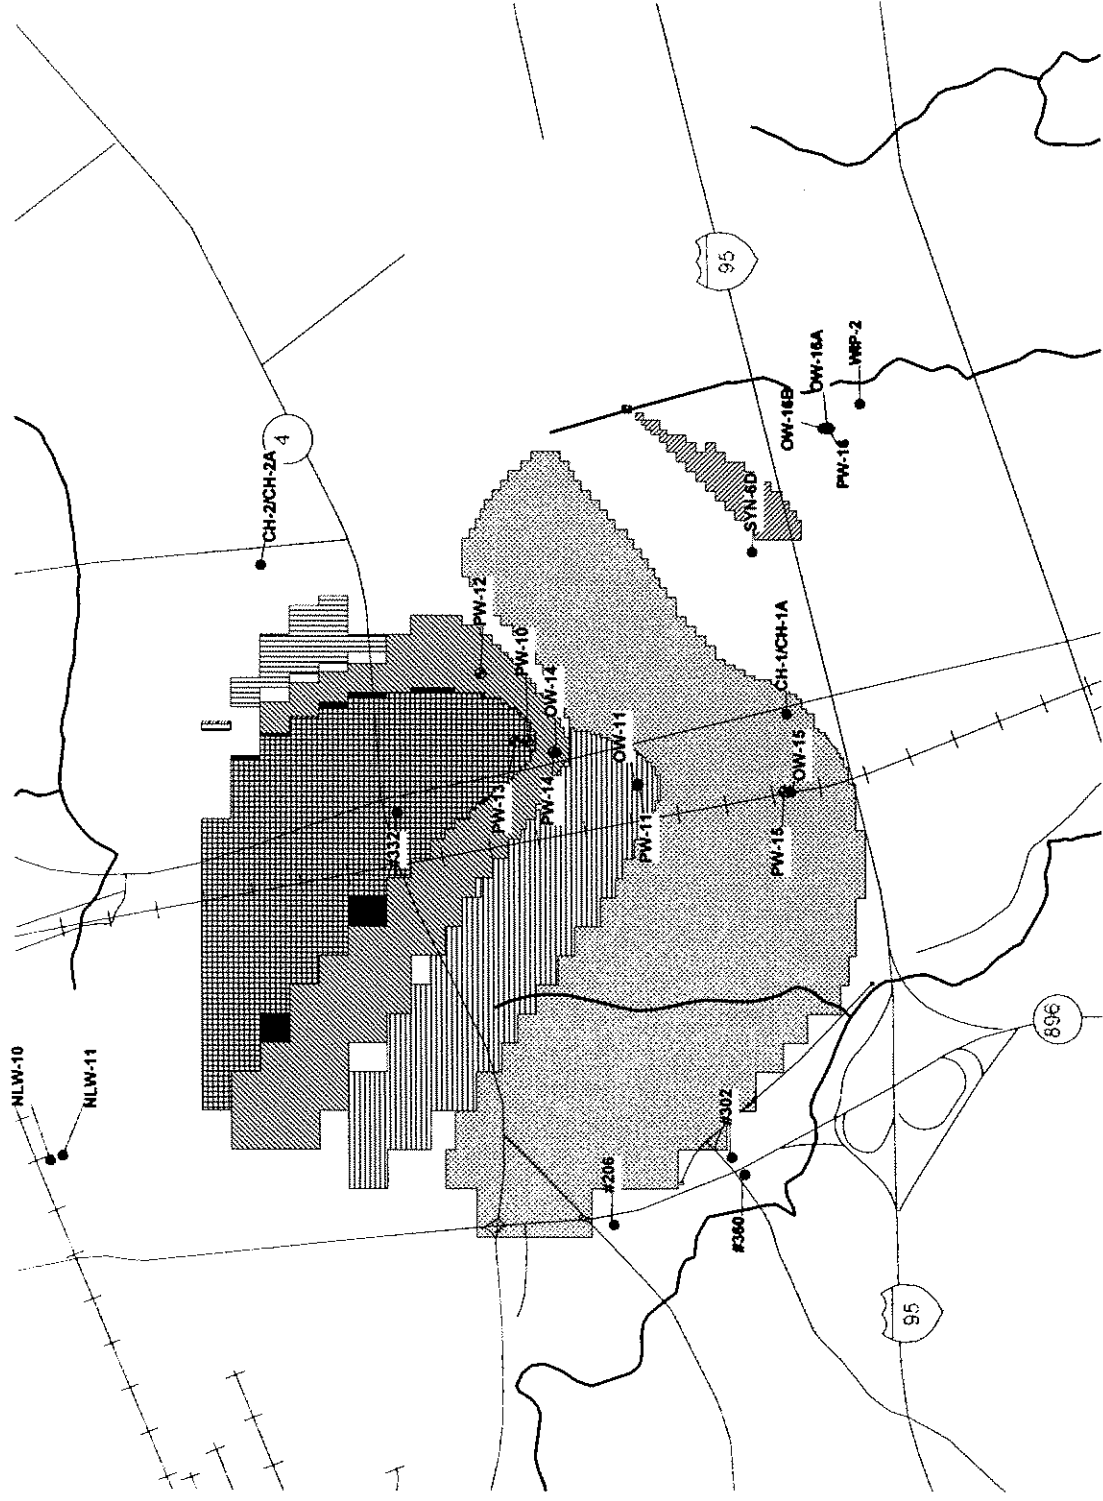 NLW-10
NLW-11
CH-2/CH-2A
4
#332
PW-13
PW-14
PW-12
PW-10
OW-14
OW-11
PW-11
PW-15
OW-15
CH-1/CH-1A
SYN-6D
OW-16B
OW-16A
PW-16
WIP-2
#206
#302
#360
95
95
896